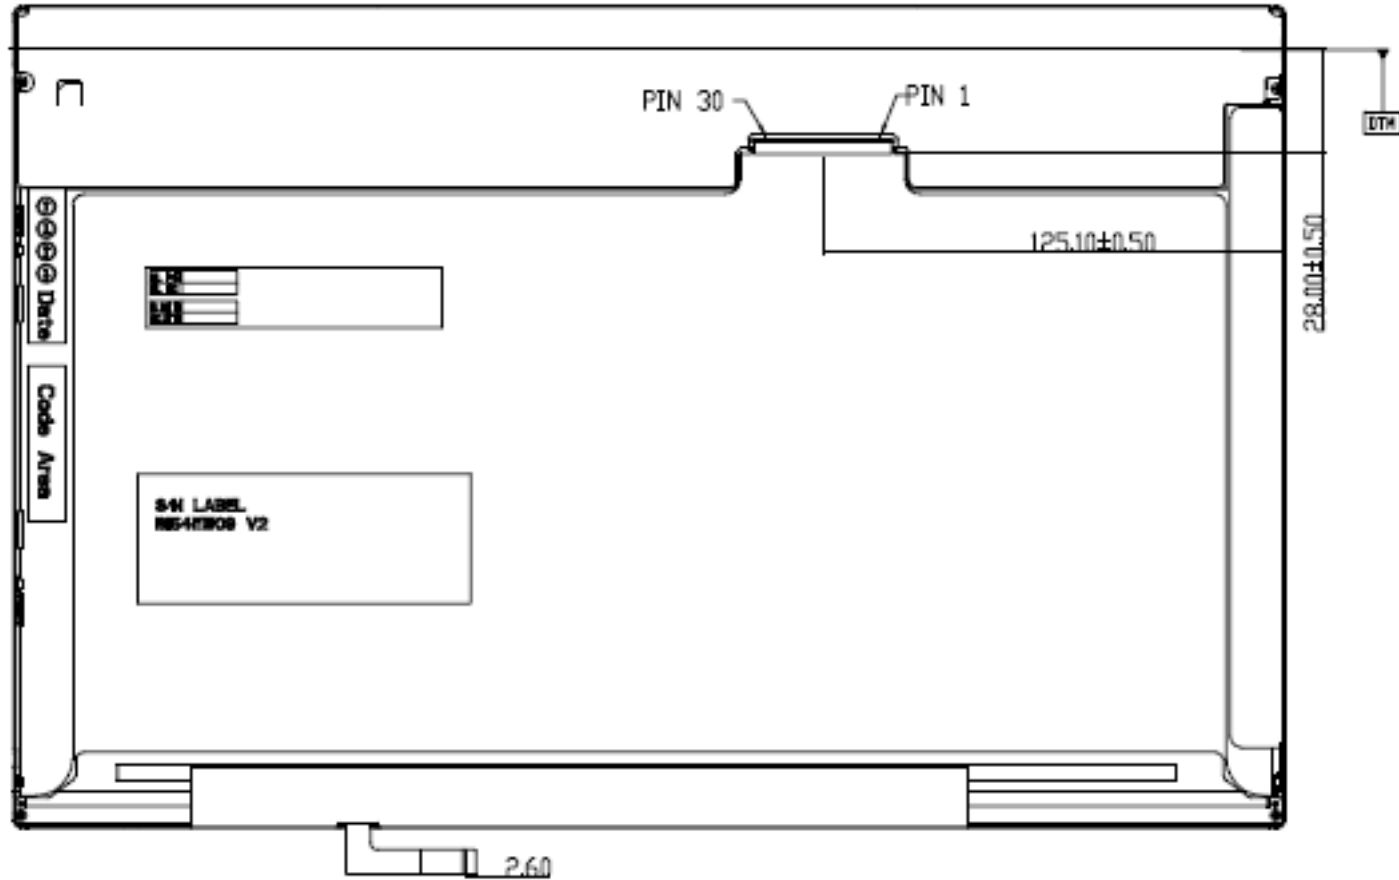 PIN 30
PIN 1
DTM
125.10±0.50
28.00±0.50
Date
Code Area
S/N LABEL
V2
2.60